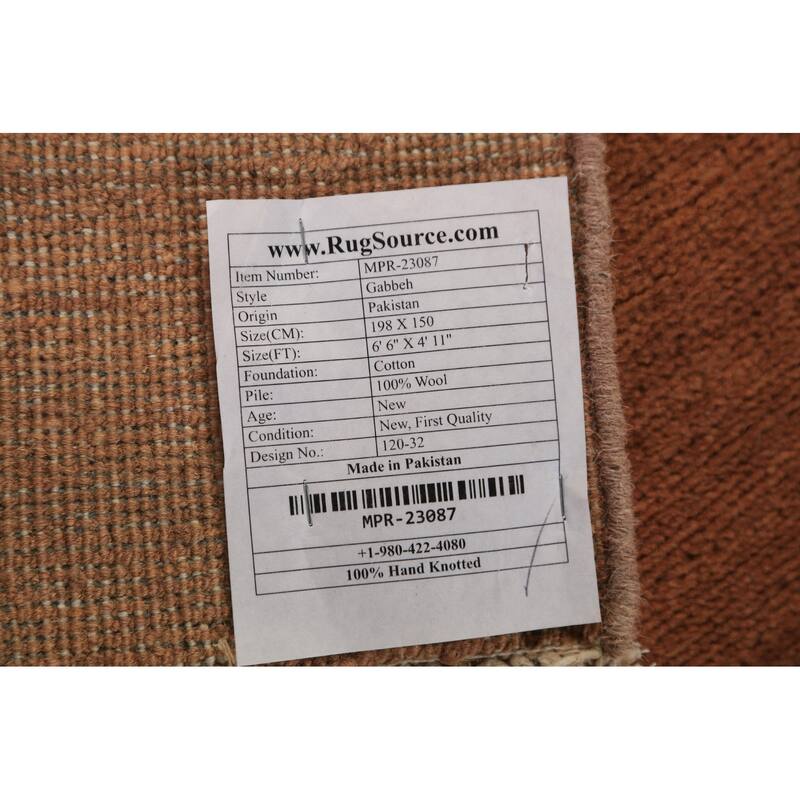 www.RugSource.com
Item Number: MPR-23087
Style Gabbeh
Origin Pakistan
Size(CM): 198 X 150
Size(FT): 6' 6" X 4' 11"
Foundation: Cotton
Pile: 100% Wool
Age: New
Condition: New, First Quality
Design No.: 120-32
Made in Pakistan
MPR-23087
+1-980-422-4080
100% Hand Knotted